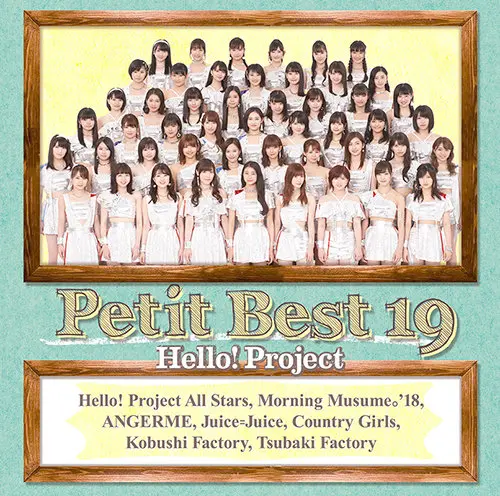 Petit Best 19
Hello! Project
Hello! Project All Stars, Morning Musume。'18,
ANGERME, Juice=Juice, Country Girls,
Kobushi Factory, Tsubaki Factory